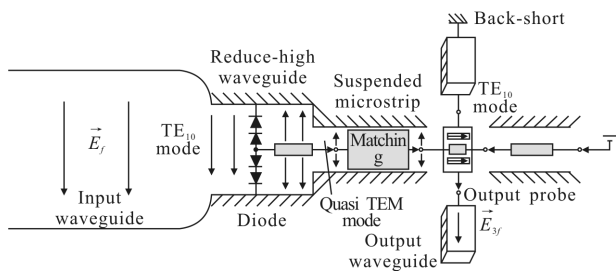 Back-short
Reduce-high
waveguide
Suspended
microstrip
TE10
mode
E⃗f
TE10
mode
Matchin
g
Input
waveguide
Diode
Quasi TEM
mode
Output probe
Output
waveguide
E⃗3f